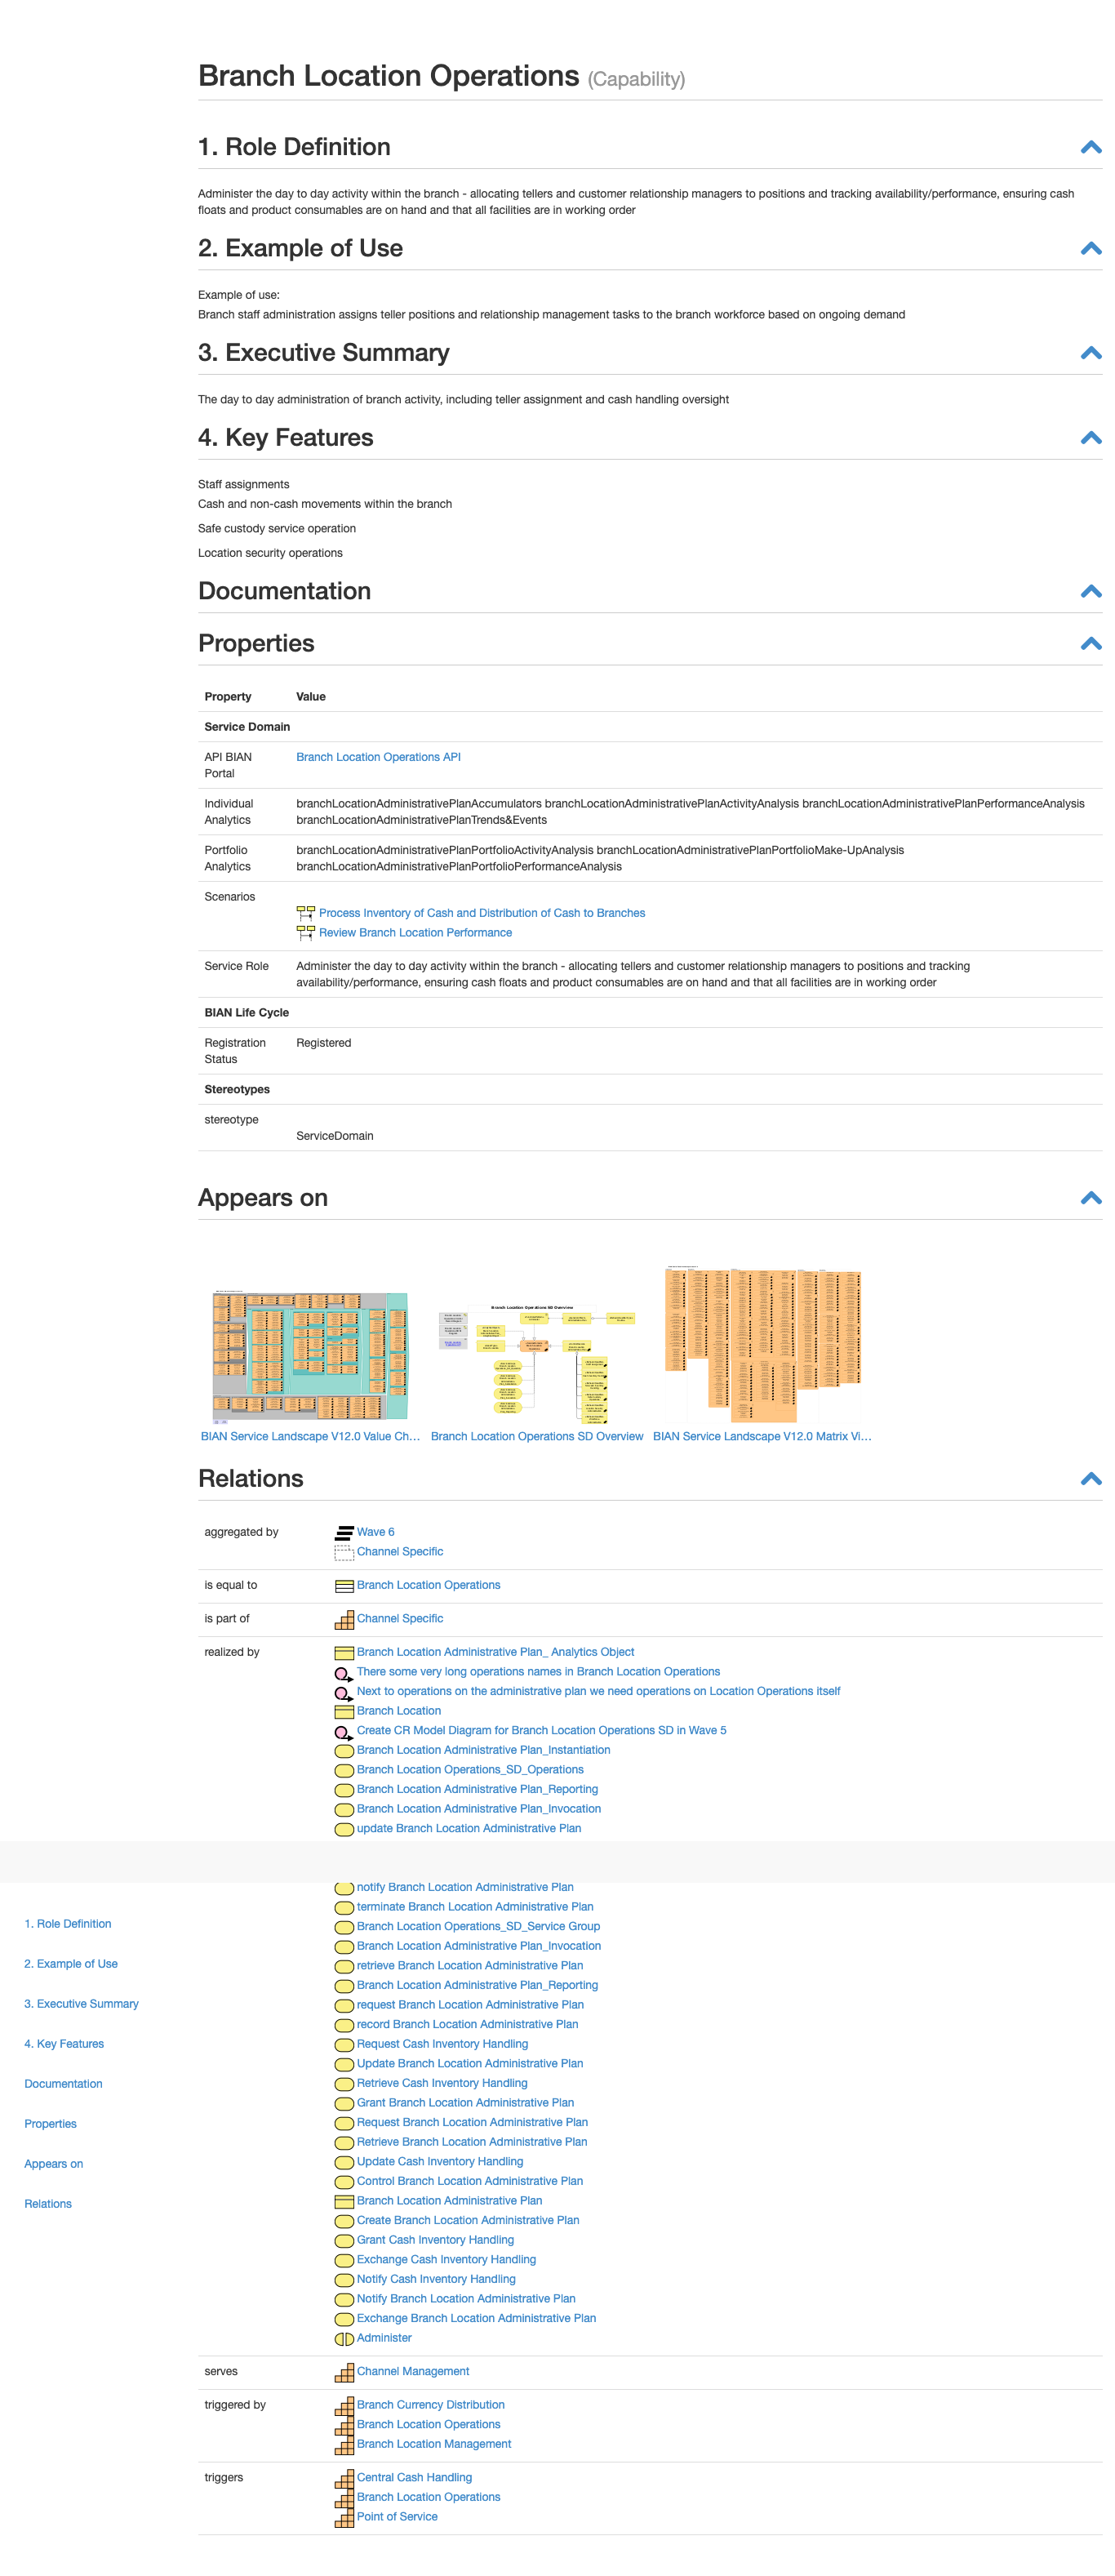 Branch Location Operations (Capability)
1. Role Definition
Administer the day to day activity within the branch - allocating tellers and customer relationship managers to positions and tracking availability/performance, ensuring cash
floats and product consumables are on hand and that all facilities are in working order
2. Example of Use
Example of use:
Branch staff administration assigns teller positions and relationship management tasks to the branch workforce based on ongoing demand
3. Executive Summary
The day to day administration of branch activity, including teller assignment and cash handling oversight
4. Key Features
Staff assignments
Cash and non-cash movements within the branch
Safe custody service operation
Location security operations
Documentation
Properties
Property Value
Service Domain
API BIAN Portal
Branch Location Operations API
Individual Analytics
branchLocationAdministrativePlanAccumulators branchLocationAdministrativePlanActivityAnalysis branchLocationAdministrativePlanPerformanceAnalysis
branchLocationAdministrativePlanTrends&Events
Portfolio Analytics
branchLocationAdministrativePlanPortfolioActivityAnalysis branchLocationAdministrativePlanPortfolioMake-UpAnalysis
branchLocationAdministrativePlanPortfolioPerformanceAnalysis
Scenarios
Process Inventory of Cash and Distribution of Cash to Branches
Review Branch Location Performance
Service Role
Administer the day to day activity within the branch - allocating tellers and customer relationship managers to positions and tracking
availability/performance, ensuring cash floats and product consumables are on hand and that all facilities are in working order
BIAN Life Cycle
Registration Status
Registered
Stereotypes
stereotype
ServiceDomain
Appears on
Branch Location Operations SD Overview
BIAN Service Landscape V12.0 Value Ch...
Branch Location Operations SD Overview
BIAN Service Landscape V12.0 Matrix Vi...
Relations
aggregated by
Wave 6
Channel Specific
is equal to
Branch Location Operations
is part of
Channel Specific
realized by
Branch Location Administrative Plan_ Analytics Object
There some very long operations names in Branch Location Operations
Next to operations on the administrative plan we need operations on Location Operations itself
Branch Location
Create CR Model Diagram for Branch Location Operations SD in Wave 5
Branch Location Administrative Plan_Instantiation
Branch Location Operations_SD_Operations
Branch Location Administrative Plan_Reporting
Branch Location Administrative Plan_Invocation
update Branch Location Administrative Plan
notify Branch Location Administrative Plan
terminate Branch Location Administrative Plan
Branch Location Operations_SD_Service Group
Branch Location Administrative Plan_Invocation
retrieve Branch Location Administrative Plan
Branch Location Administrative Plan_Reporting
request Branch Location Administrative Plan
record Branch Location Administrative Plan
Request Cash Inventory Handling
Update Branch Location Administrative Plan
Retrieve Cash Inventory Handling
Grant Branch Location Administrative Plan
Request Branch Location Administrative Plan
Retrieve Branch Location Administrative Plan
Update Cash Inventory Handling
Control Branch Location Administrative Plan
Branch Location Administrative Plan
Create Branch Location Administrative Plan
Grant Cash Inventory Handling
Exchange Cash Inventory Handling
Notify Cash Inventory Handling
Notify Branch Location Administrative Plan
Exchange Branch Location Administrative Plan
Administer
serves
Channel Management
triggered by
Branch Currency Distribution
Branch Location Operations
Branch Location Management
triggers
Central Cash Handling
Branch Location Operations
Point of Service
1. Role Definition
2. Example of Use
3. Executive Summary
4. Key Features
Documentation
Properties
Appears on
Relations